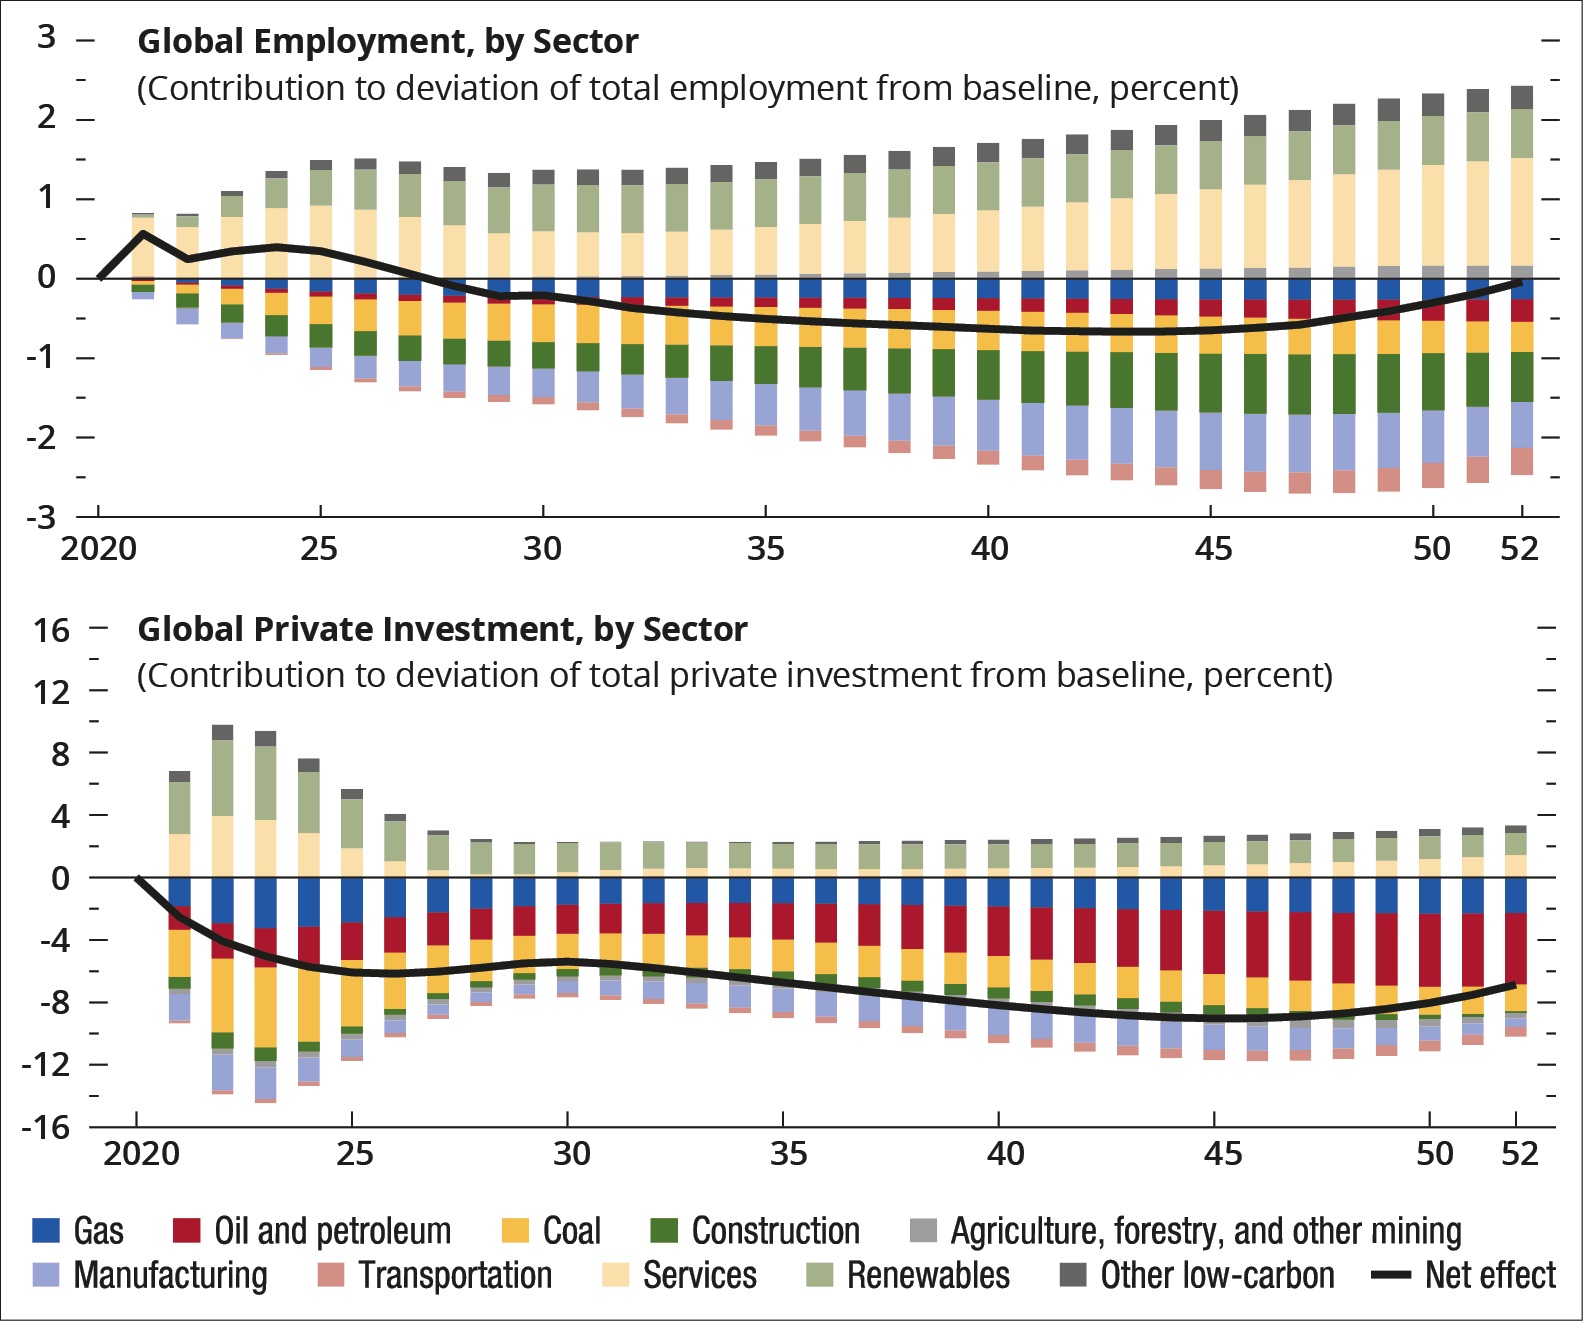 Global Employment, by Sector
(Contribution to deviation of total employment from baseline, percent)
3
2
1
0
-1
-2
-3
2020 25 30 35 40 45 50 52
Global Private Investment, by Sector
(Contribution to deviation of total private investment from baseline, percent)
16
12
8
4
0
-4
-8
-12
-16
2020 25 30 35 40 45 50 52
Gas Oil and petroleum Coal Construction Agriculture, forestry, and other mining
Manufacturing Transportation Services Renewables Other low-carbon Net effect